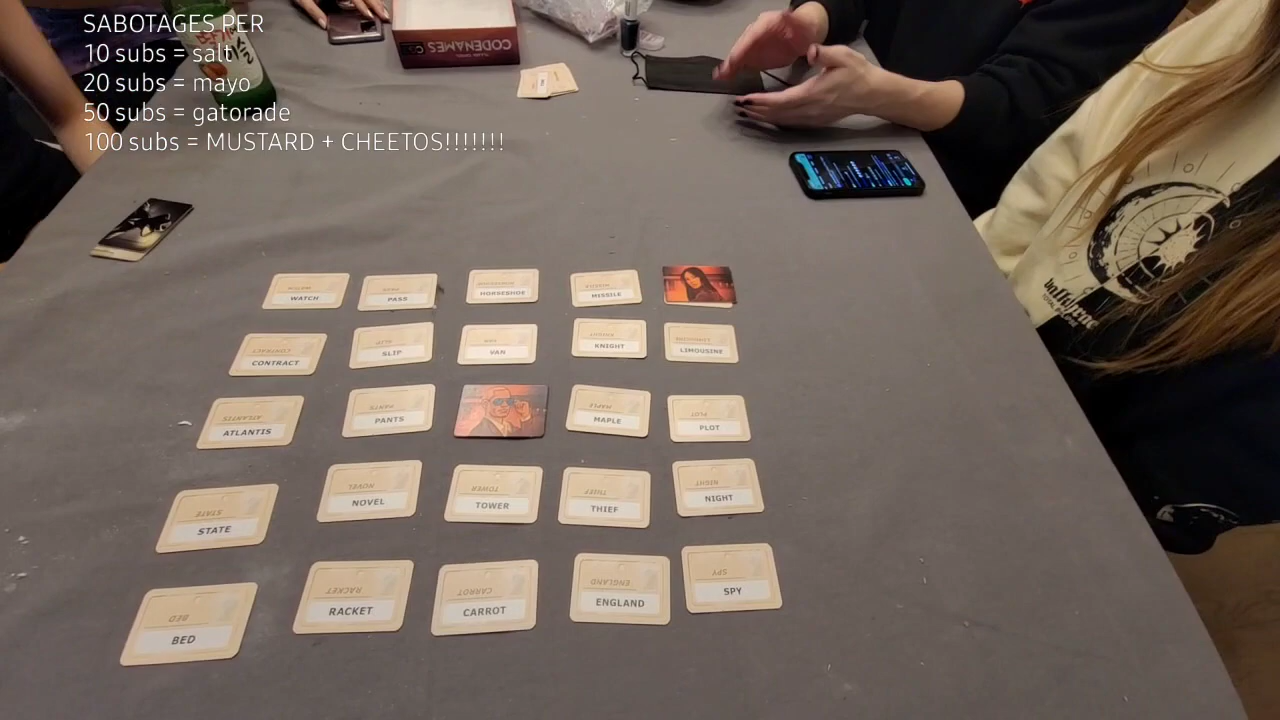 SABOTAGES PER
10 subs = salt
20 subs = mayo
50 subs = gatorade
100 subs = MUSTARD + CHEETOS!!!!!!!
CODENAMES
WATCH
PASS
HORSESHOE
MISSILE
CONTRACT
SLIP
VAN
KNIGHT
LIMOUSINE
ATLANTIS
PANTS
MAPLE
PLOT
STATE
NOVEL
TOWER
THIEF
NIGHT
BED
RACKET
CARROT
ENGLAND
SPY